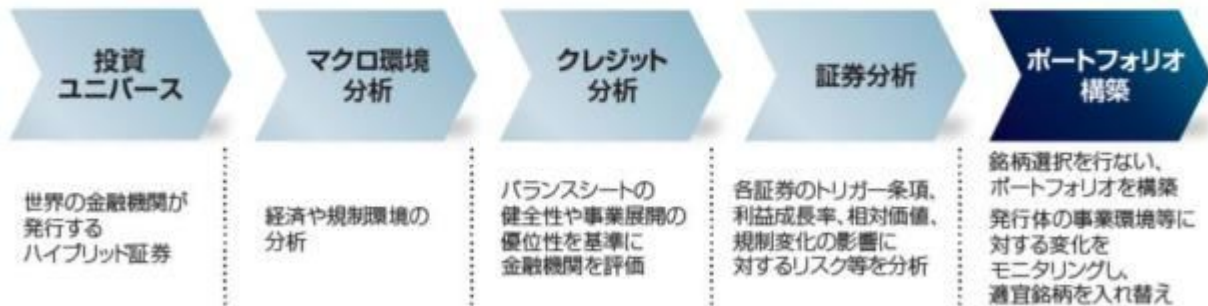 投資
ユニバース
マクロ環境
分析
クレジット
分析
証券分析
ポートフォリオ
構築
世界の金融機関が
発行する
ハイブリッド証券
経済や規制環境の
分析
バランスシートの
健全性や事業展開の
優位性を基準に
金融機関を評価
各証券のトリガー条項、
利益成長率、相対価値、
規制変化の影響に
対するリスク等を分析
銘柄選択を行ない、
ポートフォリオを構築
発行体の事業環境等に
対する変化を
モニタリングし、
適宜銘柄を入れ替え